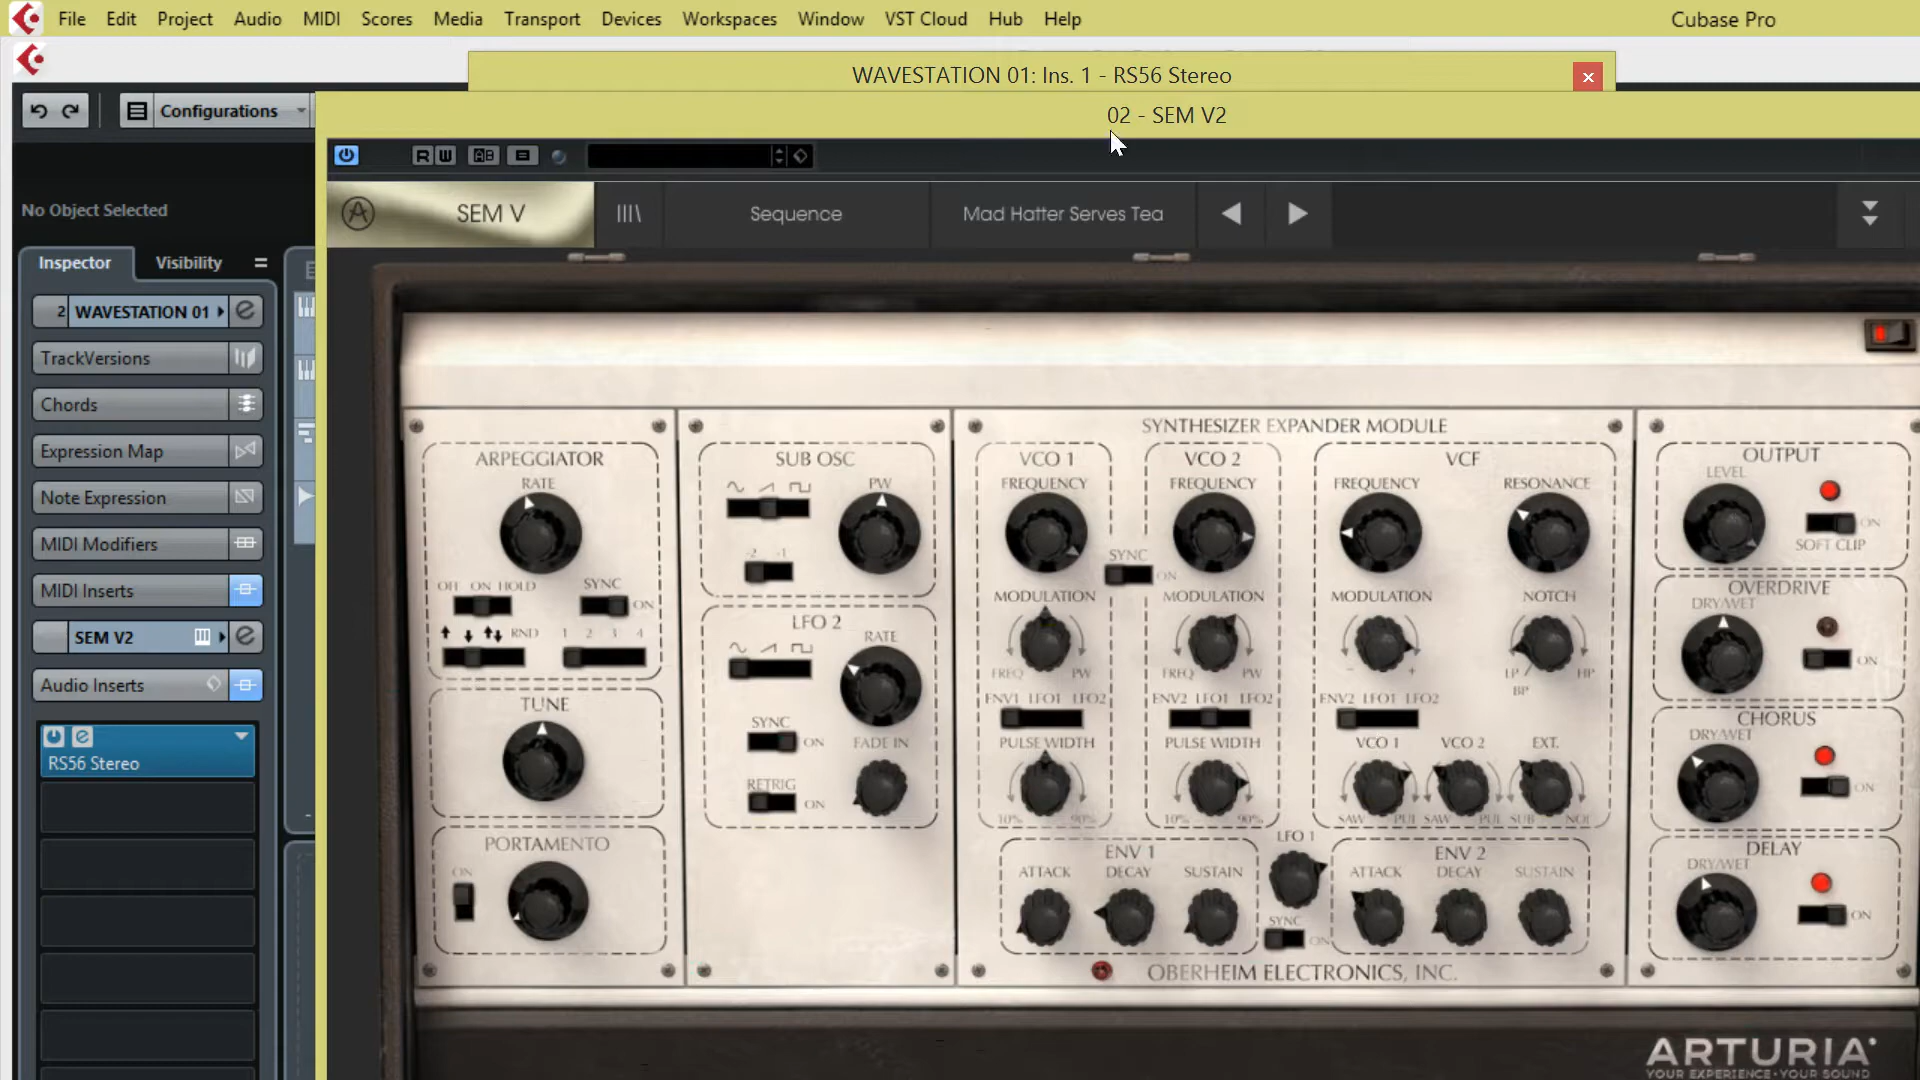 File Edit Project Audio MIDI Scores Media Transport Devices Workspaces Window VST Cloud Hub Help Cubase Pro
WAVESTATION 01: Ins. 1 - RS56 Stereo
02 - SEM V2
Configurations
R W
No Object Selected
SEM V Sequence Mad Hatter Serves Tea
Inspector Visibility
2 WAVESTATION 01
TrackVersions
Chords
Expression Map
Note Expression
MIDI Modifiers
MIDI Inserts
SEM V2
Audio Inserts
RS56 Stereo
ARPEGGIATOR
RATE
OFF ON HOLD SYNC
ON
RND 1 2 3 4
TUNE
PORTAMENTO
ON
SUB OSC
PW
-2 -1
LFO 2
RATE
SYNC
ON FADE IN
RETRIG
ON
SYNTHESIZER EXPANDER MODULE
VCO 1 VCO 2 VCF
FREQUENCY FREQUENCY FREQUENCY RESONANCE
SYNC
ON
MODULATION MODULATION MODULATION NOTCH
FREQ PW FREQ PW - + LP HP
BP
ENV1 LFO1 LFO2 ENV2 LFO1 LFO2 ENV2 LFO1 LFO2
PULSE WIDTH PULSE WIDTH VCO 1 VCO 2 EXT.
10% 90% 10% 90% SAW PUL SAW PUL SUB NOI
ENV 1 LFO 1 ENV 2
ATTACK DECAY SUSTAIN ATTACK DECAY SUSTAIN
SYNC
ON
OBERHEIM ELECTRONICS, INC.
OUTPUT
LEVEL
ON
SOFT CLIP
OVERDRIVE
DRY/WET
ON
CHORUS
DRY/WET
ON
DELAY
DRY/WET
ON
ARTURIA
YOUR EXPERIENCE • YOUR SOUND